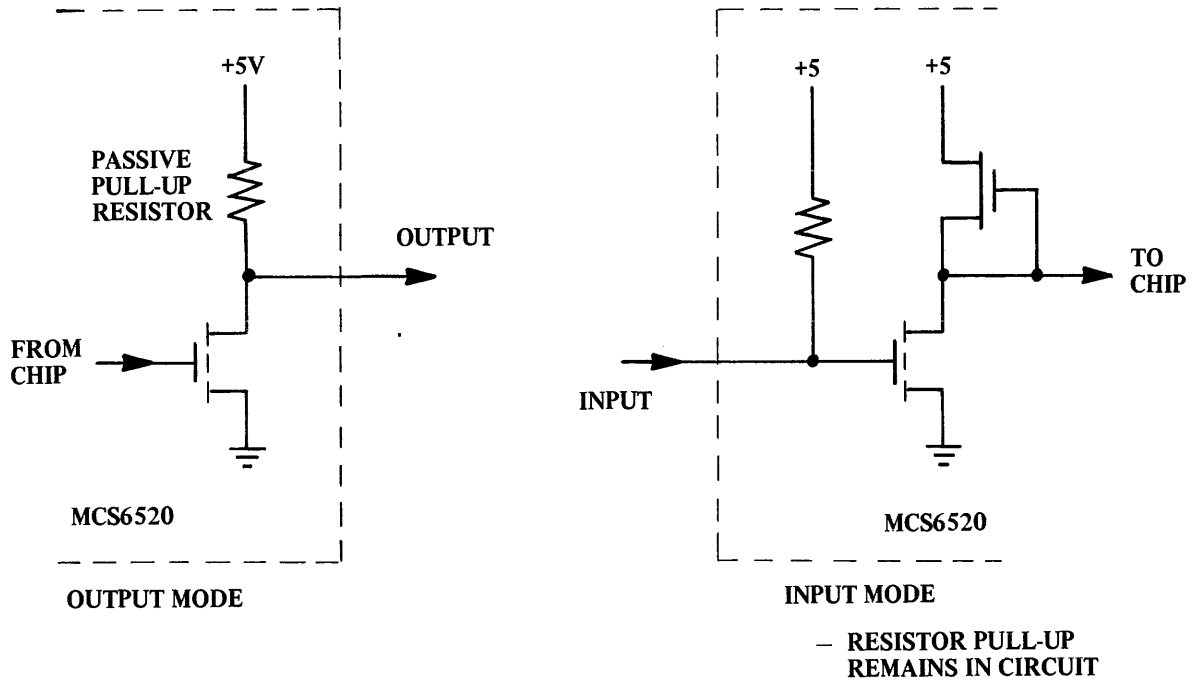 +5V
PASSIVE
PULL-UP
RESISTOR
OUTPUT
FROM
CHIP
MCS6520
OUTPUT MODE
+5
+5
TO
CHIP
INPUT
MCS6520
INPUT MODE
– RESISTOR PULL-UP
REMAINS IN CIRCUIT